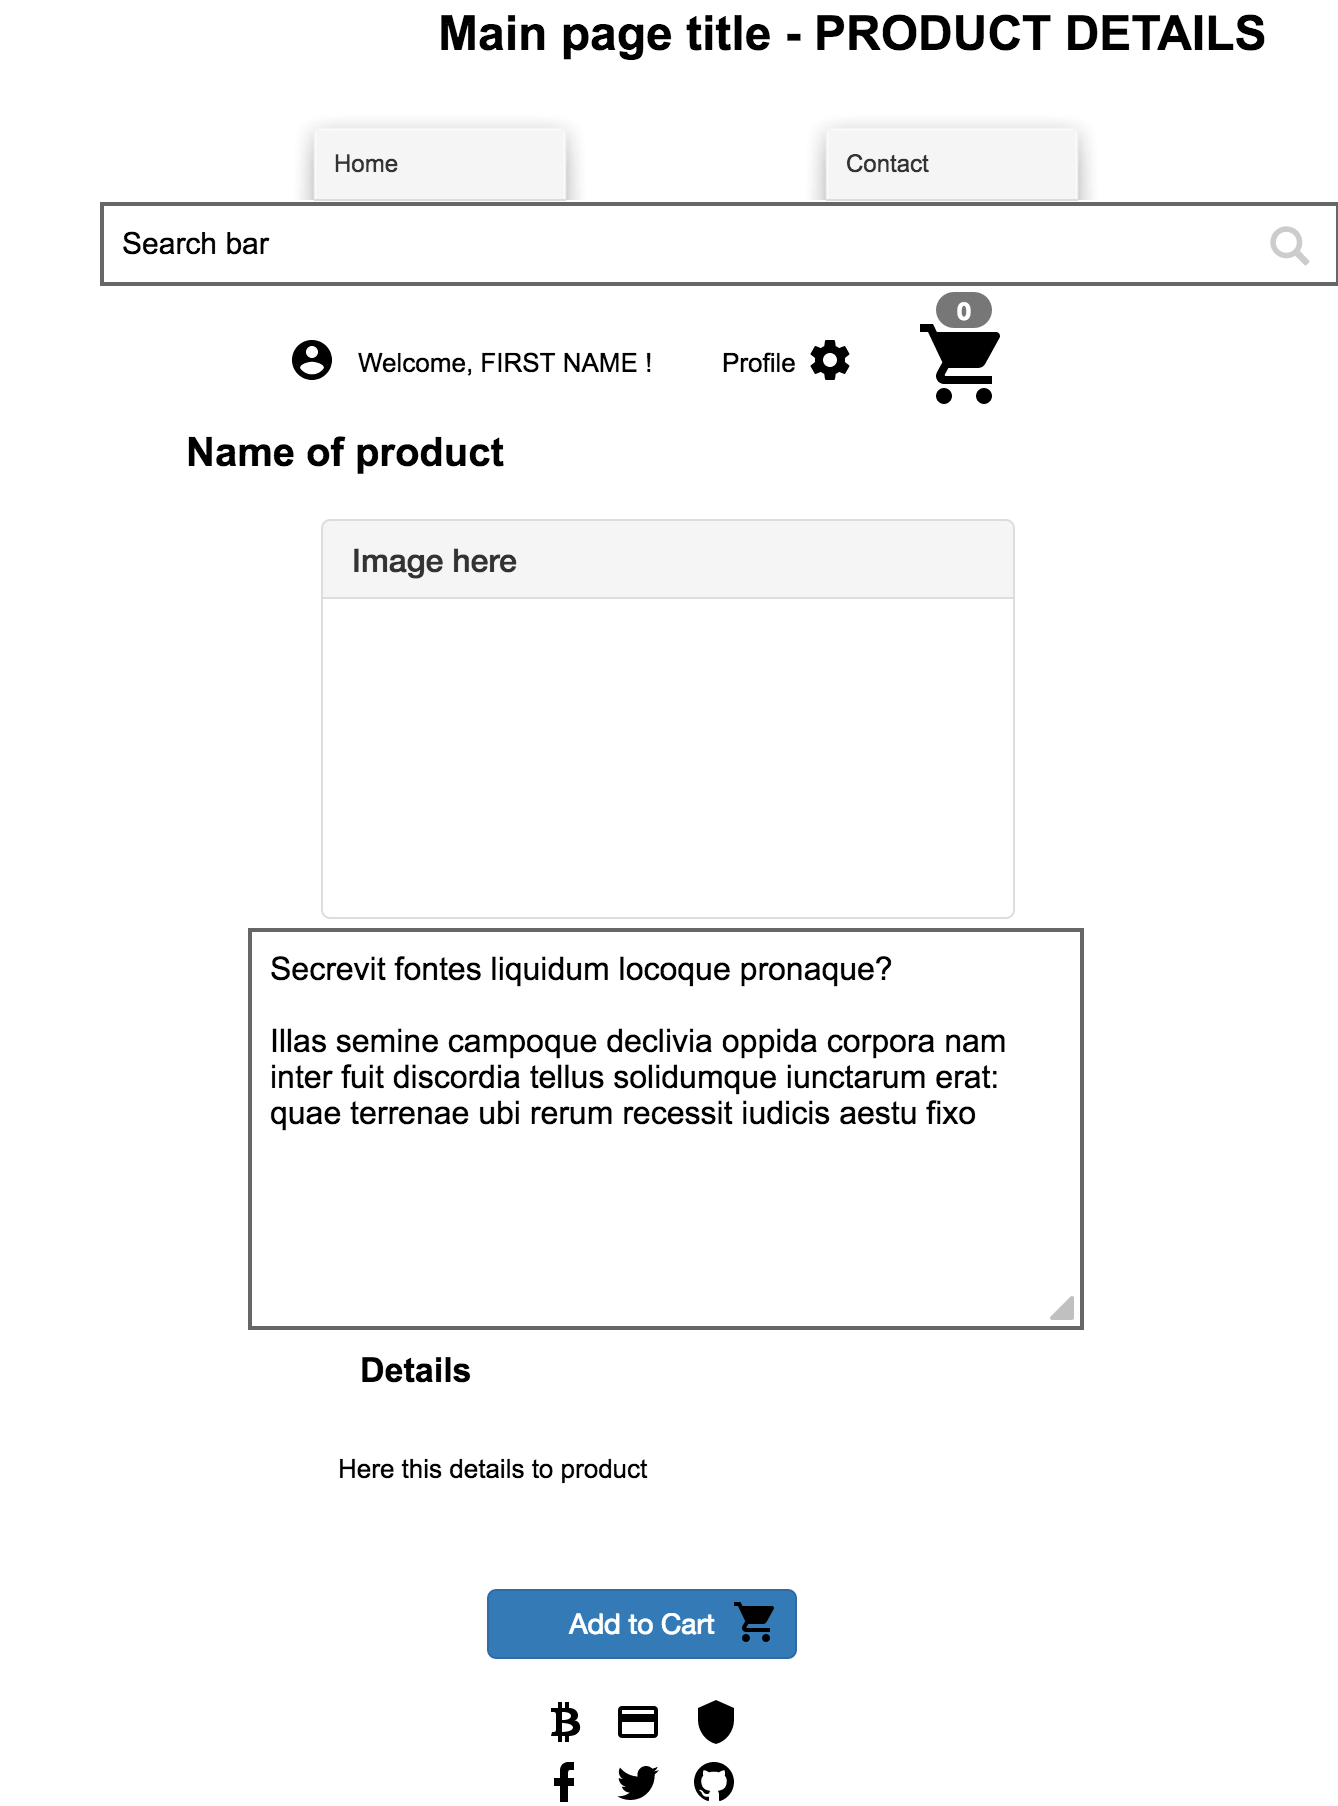 Main page title - PRODUCT DETAILS
Home
Contact
Search bar
0
Welcome, FIRST NAME !
Profile
Name of product
Image here
Secrevit fontes liquidum locoque pronaque?
Illas semine campoque declivia oppida corpora nam
inter fuit discordia tellus solidumque iunctarum erat:
quae terrenae ubi rerum recessit iudicis aestu fixo
Details
Here this details to product
Add to Cart